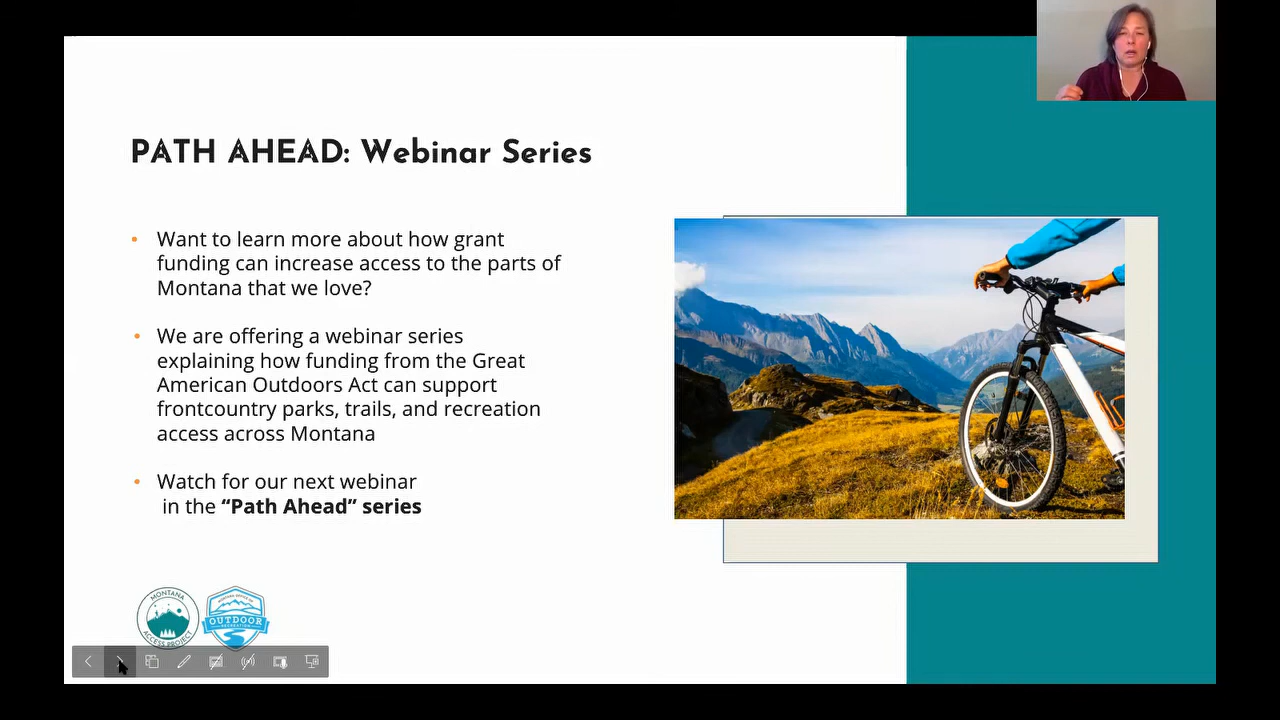 PATH AHEAD: Webinar Series
• Want to learn more about how grant
funding can increase access to the parts of
Montana that we love?
• We are offering a webinar series
explaining how funding from the Great
American Outdoors Act can support
frontcountry parks, trails, and recreation
access across Montana
• Watch for our next webinar
in the “Path Ahead” series
MONTANA
ACCESS PROJECT
MONTANA OFFICE OF
OUTDOOR
RECREATION